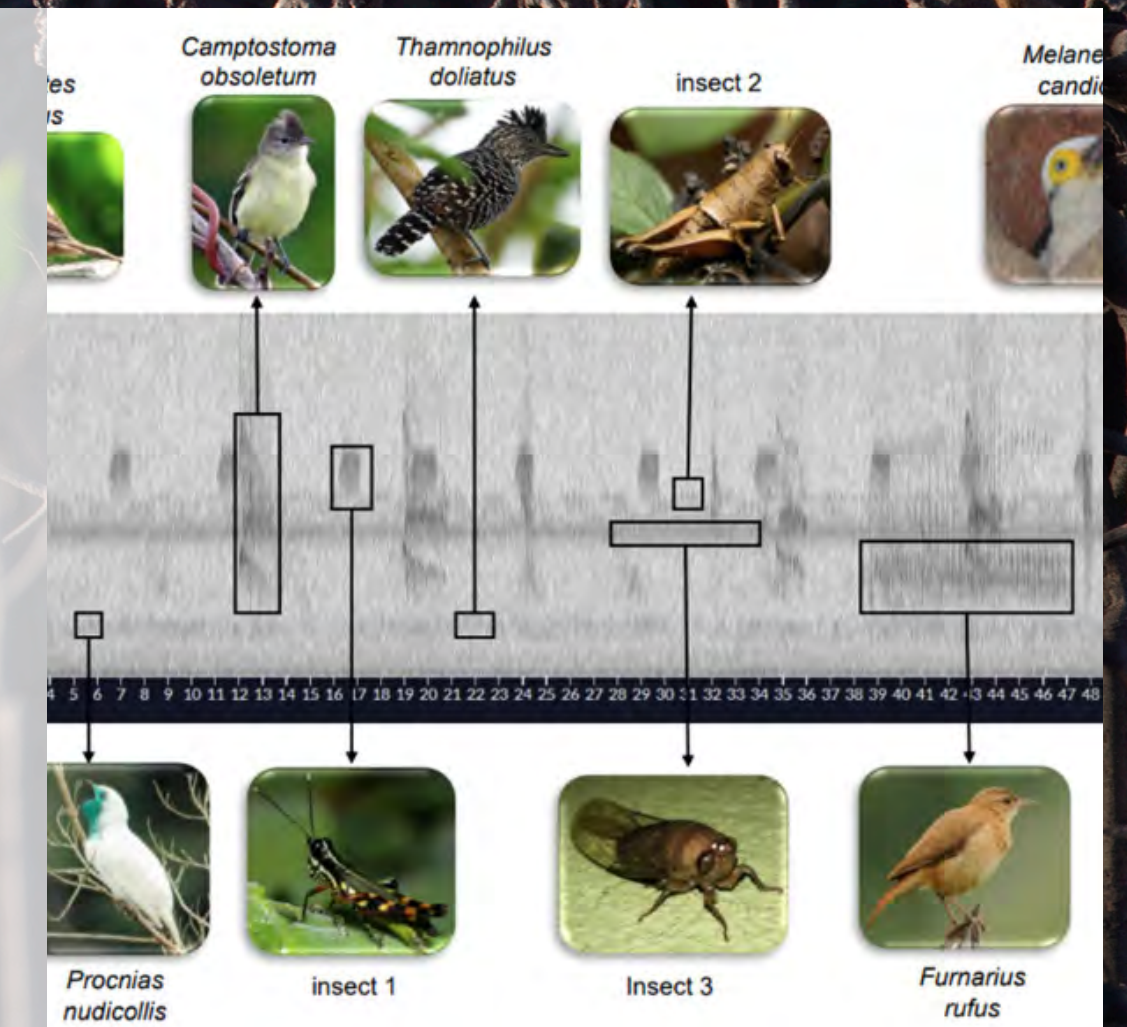 Camptostoma
obsoletum
Thamnophilus
doliatus
insect 2
4 5 6 7 8 9 10 11 12 13 14 15 16 17 18 19 20 21 22 23 24 25 26 27 28 29 30 31 32 33 34 35 36 37 38 39 40 41 42 43 44 45 46 47 48
Procnias
nudicollis
insect 1
Insect 3
Furnarius
rufus